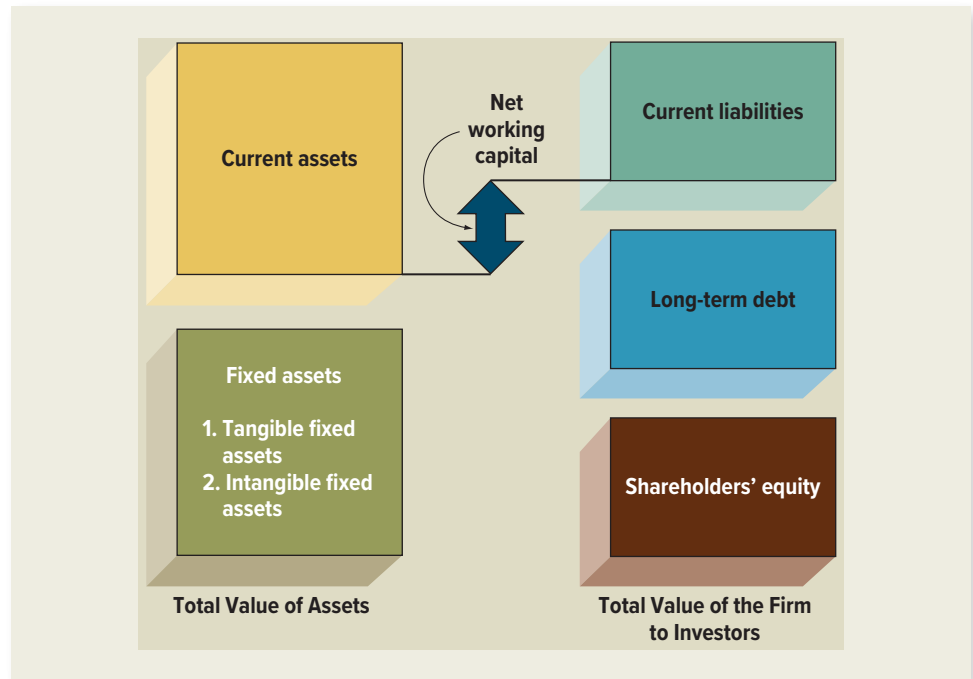 Current assets
Net
working
capital
Current liabilities
Long-term debt
Fixed assets
1. Tangible fixed
assets
2. Intangible fixed
assets
Shareholders’ equity
Total Value of Assets
Total Value of the Firm
to Investors